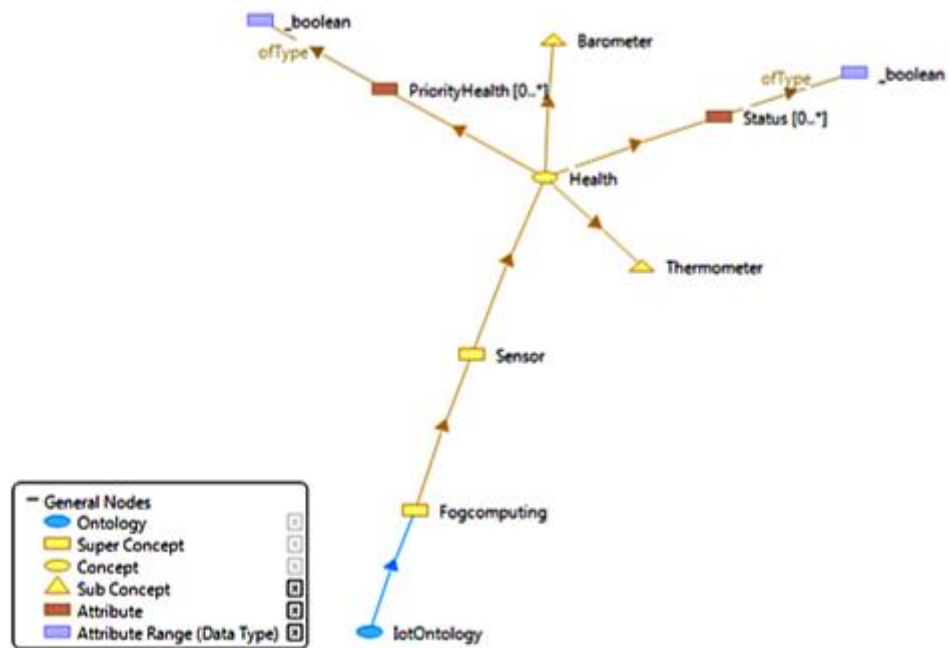 _boolean
ofType
Barometer
ofType
_boolean
PriorityHealth [0..*]
Status [0..*]
Health
Thermometer
Sensor
Fogcomputing
IotOntology
General Nodes
Ontology
Super Concept
Concept
Sub Concept
Attribute
Attribute Range (Data Type)